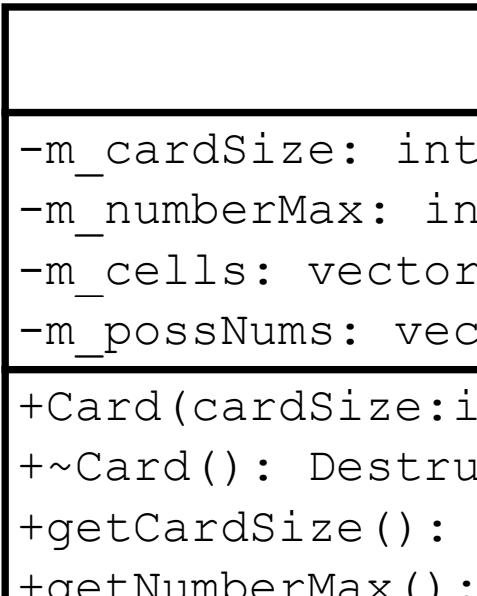 -m_cardSize: int
-m_numberMax: in
-m_cells: vector
-m_possNums: vec
+Card(cardSize:i
+~Card(): Destru
+getCardSize():
+getNumberMax():